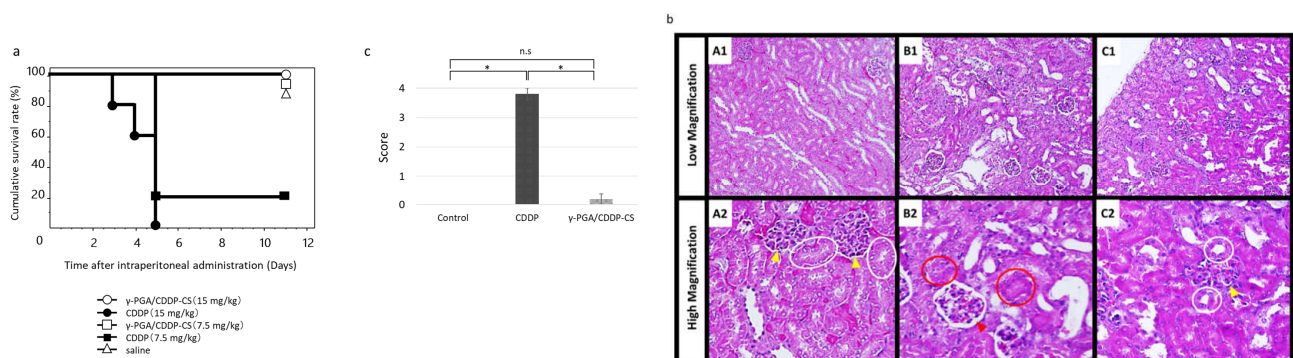 a
Cumulative survival rate (%)
100
80
60
40
20
0
2
4
6
8
10
12
Time after intraperitoneal administration (Days)
γ-PGA/CDDP-CS(15 mg/kg)
CDDP(15 mg/kg)
γ-PGA/CDDP-CS(7.5 mg/kg)
CDDP(7.5 mg/kg)
saline
c
n.s
*
*
Score
4
3
2
1
0
Control
CDDP
γ-PGA/CDDP-CS
b
Low Magnification
A1
B1
C1
High Magnification
A2
B2
C2